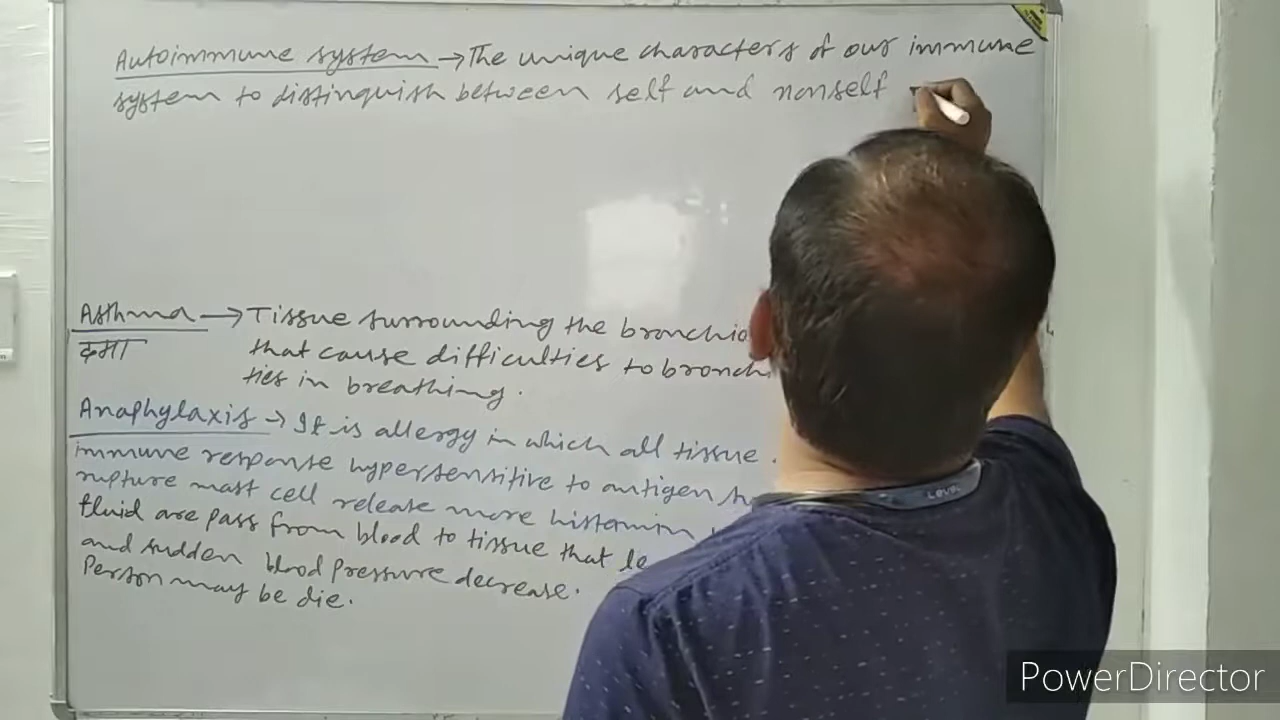 Autoimmune system → The unique characters of our immune
system to distinguish between self and nonself
Asthma → Tissue surrounding the bronchio
दमा
that cause difficulties to bronch
ties in breathing.
Anaphylaxis → It is allergy in which all tissue
immune response hypersensitive to antigen
rupture mast cell release more histamin
fluid are pass from blood to tissue that le
and sudden blood pressure decrease.
Person may be die.
Level
PowerDirector